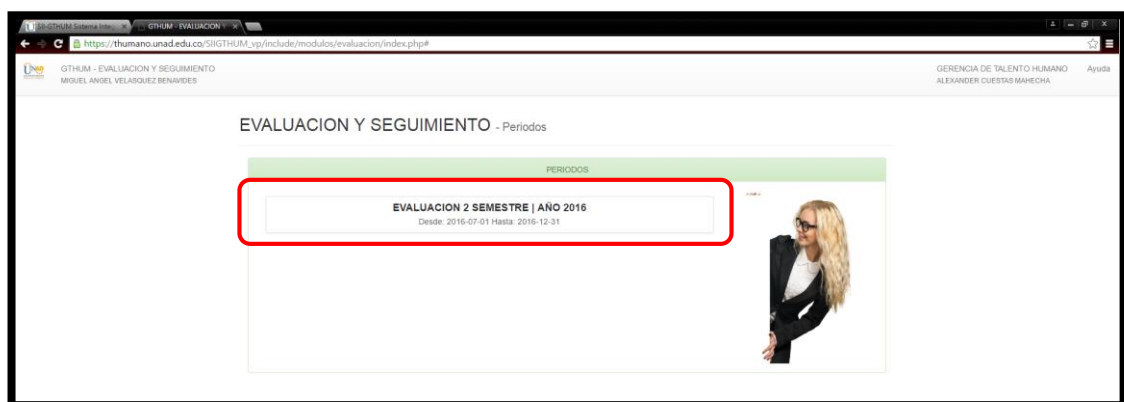 SII-GTHUM Sistema Integ
GTHUM - EVALUACION Y
https://thumano.unad.edu.co/SIIGTHUM_vp/include/modulos/evaluacion/index.php#
GTHUM - EVALUACION Y SEGUIMIENTO
MIGUEL ANGEL VELASQUEZ BENAVIDES
GERENCIA DE TALENTO HUMANO
ALEXANDER CUESTAS MAHECHA
Ayuda
EVALUACION Y SEGUIMIENTO - Periodos
PERIODOS
EVALUACION 2 SEMESTRE | AÑO 2016
Desde: 2016-07-01 Hasta: 2016-12-31